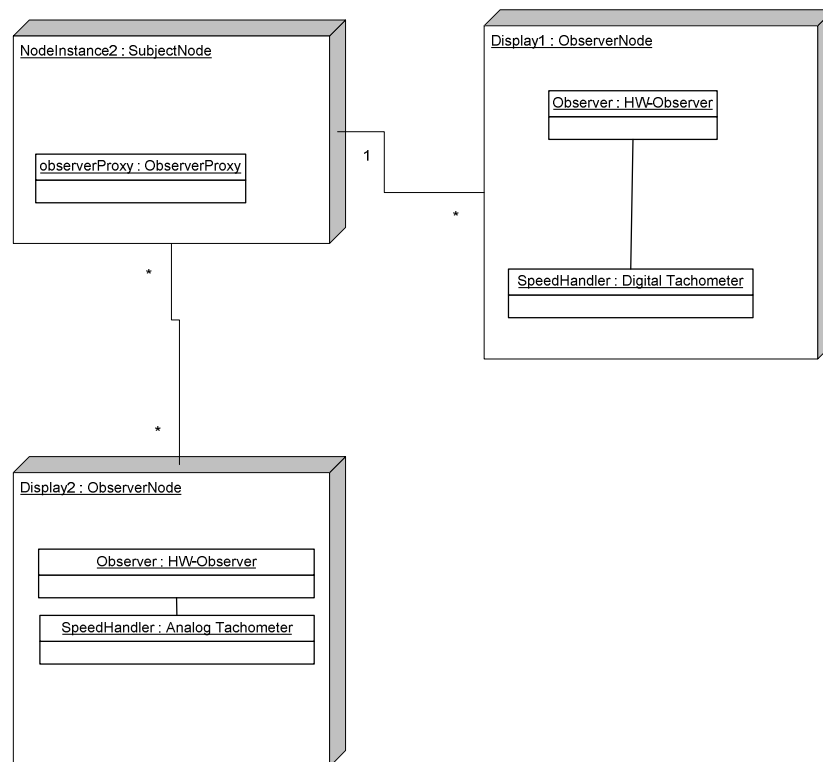 NodeInstance2 : SubjectNode
observerProxy : ObserverProxy
Display1 : ObserverNode
Observer : HW-Observer
SpeedHandler : Digital Tachometer
1
*
*
*
Display2 : ObserverNode
Observer : HW-Observer
SpeedHandler : Analog Tachometer